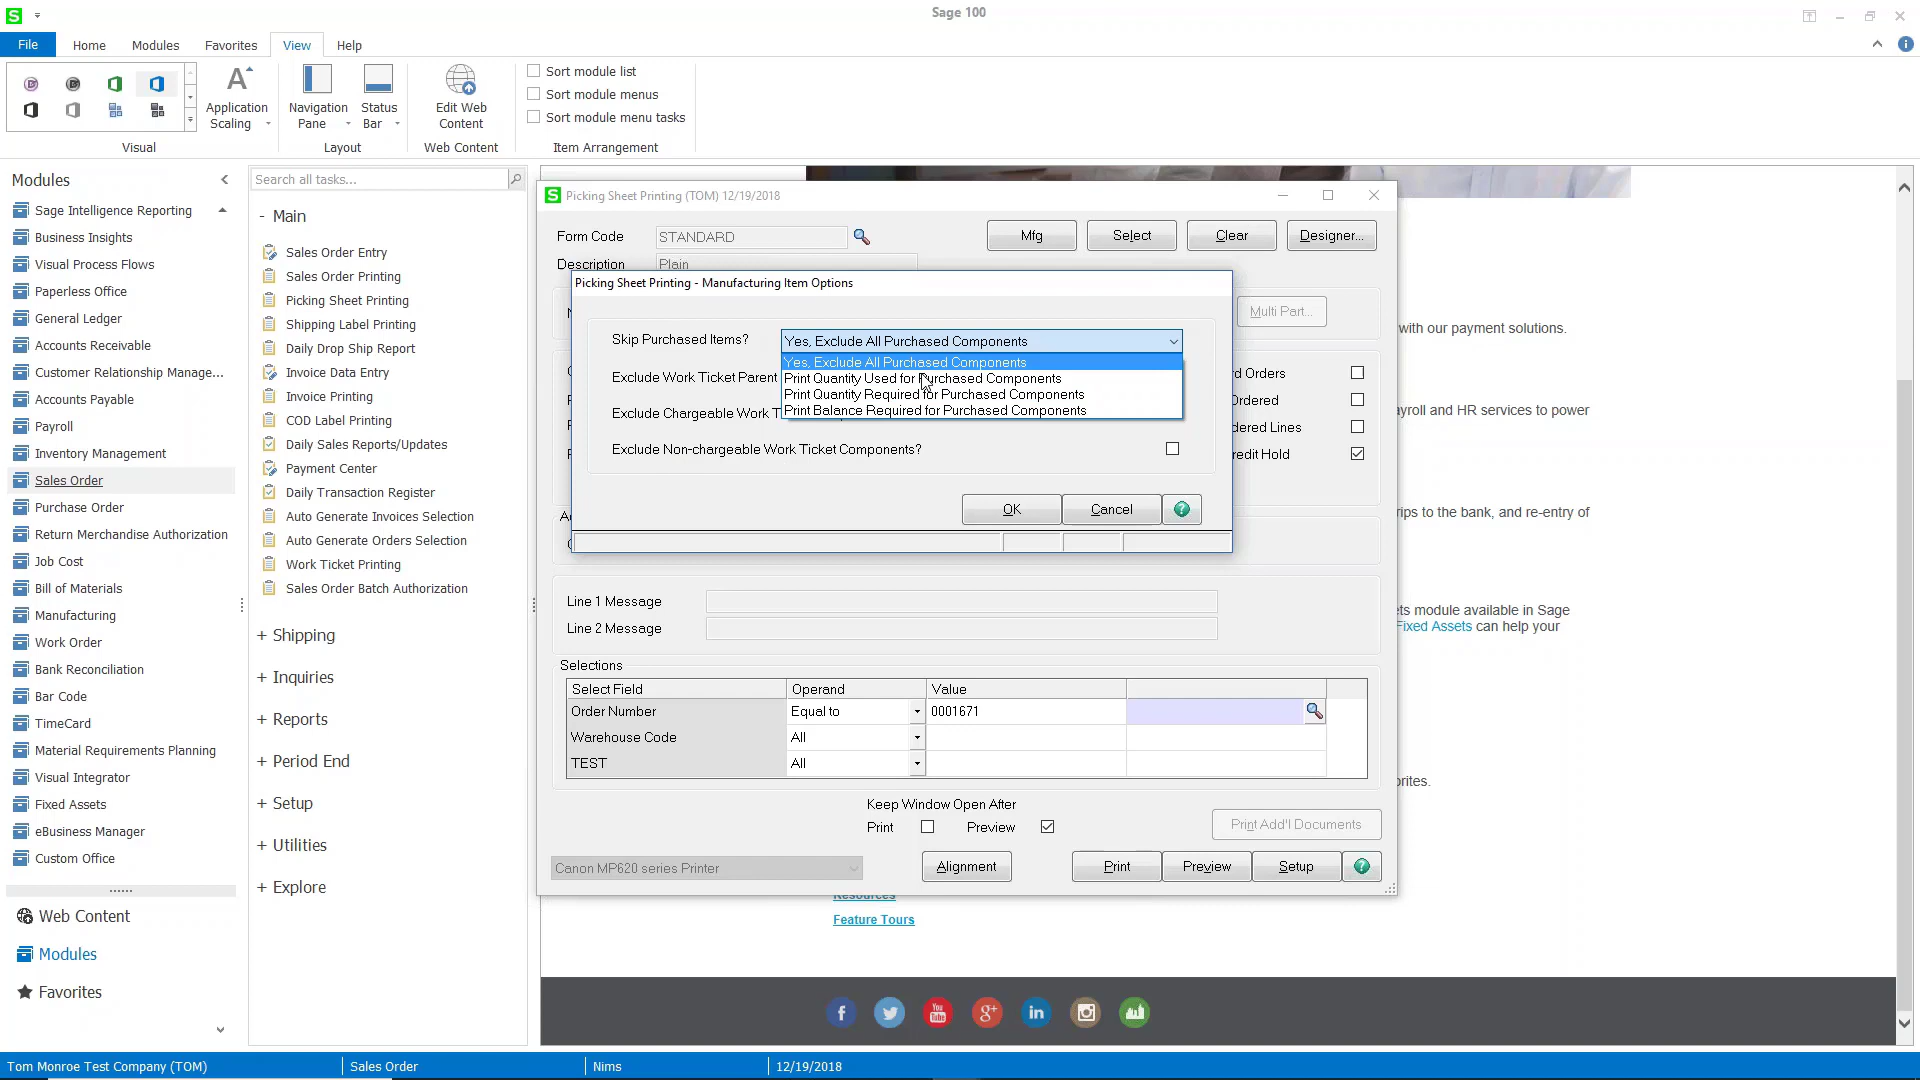 Sage 100
File
Home
Modules
Favorites
View
Help
Application Scaling
Navigation Pane
Status Bar
Edit Web Content
Sort module list
Sort module menus
Sort module menu tasks
Visual
Layout
Web Content
Item Arrangement
Modules
Sage Intelligence Reporting
Business Insights
Visual Process Flows
Paperless Office
General Ledger
Accounts Receivable
Customer Relationship Manage...
Accounts Payable
Payroll
Inventory Management
Sales Order
Purchase Order
Return Merchandise Authorization
Job Cost
Bill of Materials
Manufacturing
Work Order
Bank Reconciliation
Bar Code
TimeCard
Material Requirements Planning
Visual Integrator
Fixed Assets
eBusiness Manager
Custom Office
Web Content
Modules
Favorites
Search all tasks...
- Main
Sales Order Entry
Sales Order Printing
Picking Sheet Printing
Shipping Label Printing
Daily Drop Ship Report
Invoice Data Entry
Invoice Printing
COD Label Printing
Daily Sales Reports/Updates
Payment Center
Daily Transaction Register
Auto Generate Invoices Selection
Auto Generate Orders Selection
Work Ticket Printing
Sales Order Batch Authorization
+ Shipping
+ Inquiries
+ Reports
+ Period End
+ Setup
+ Utilities
+ Explore
Picking Sheet Printing (TOM) 12/19/2018
Form Code STANDARD
Mfg
Select
Clear
Designer...
Description Plain
Multi Part...
Picking Sheet Printing - Manufacturing Item Options
Skip Purchased Items? Yes, Exclude All Purchased Components
Yes, Exclude All Purchased Components
Print Quantity Used for Purchased Components
Print Quantity Required for Purchased Components
Print Balance Required for Purchased Components
Exclude Work Ticket Parent
Exclude Chargeable Work T
Exclude Non-chargeable Work Ticket Components?
OK
Cancel
d Orders
Ordered
dered Lines
redit Hold
Line 1 Message
Line 2 Message
Selections
Select Field Operand Value
Order Number Equal to 0001671
Warehouse Code All
TEST All
Keep Window Open After
Print Preview
Print Add'l Documents
Canon MP620 series Printer
Alignment
Print
Preview
Setup
with our payment solutions.
ayroll and HR services to power
rips to the bank, and re-entry of
ets module available in Sage
Fixed Assets can help your
orites.
Resources
Feature Tours
Tom Monroe Test Company (TOM)
Sales Order
Nims
12/19/2018